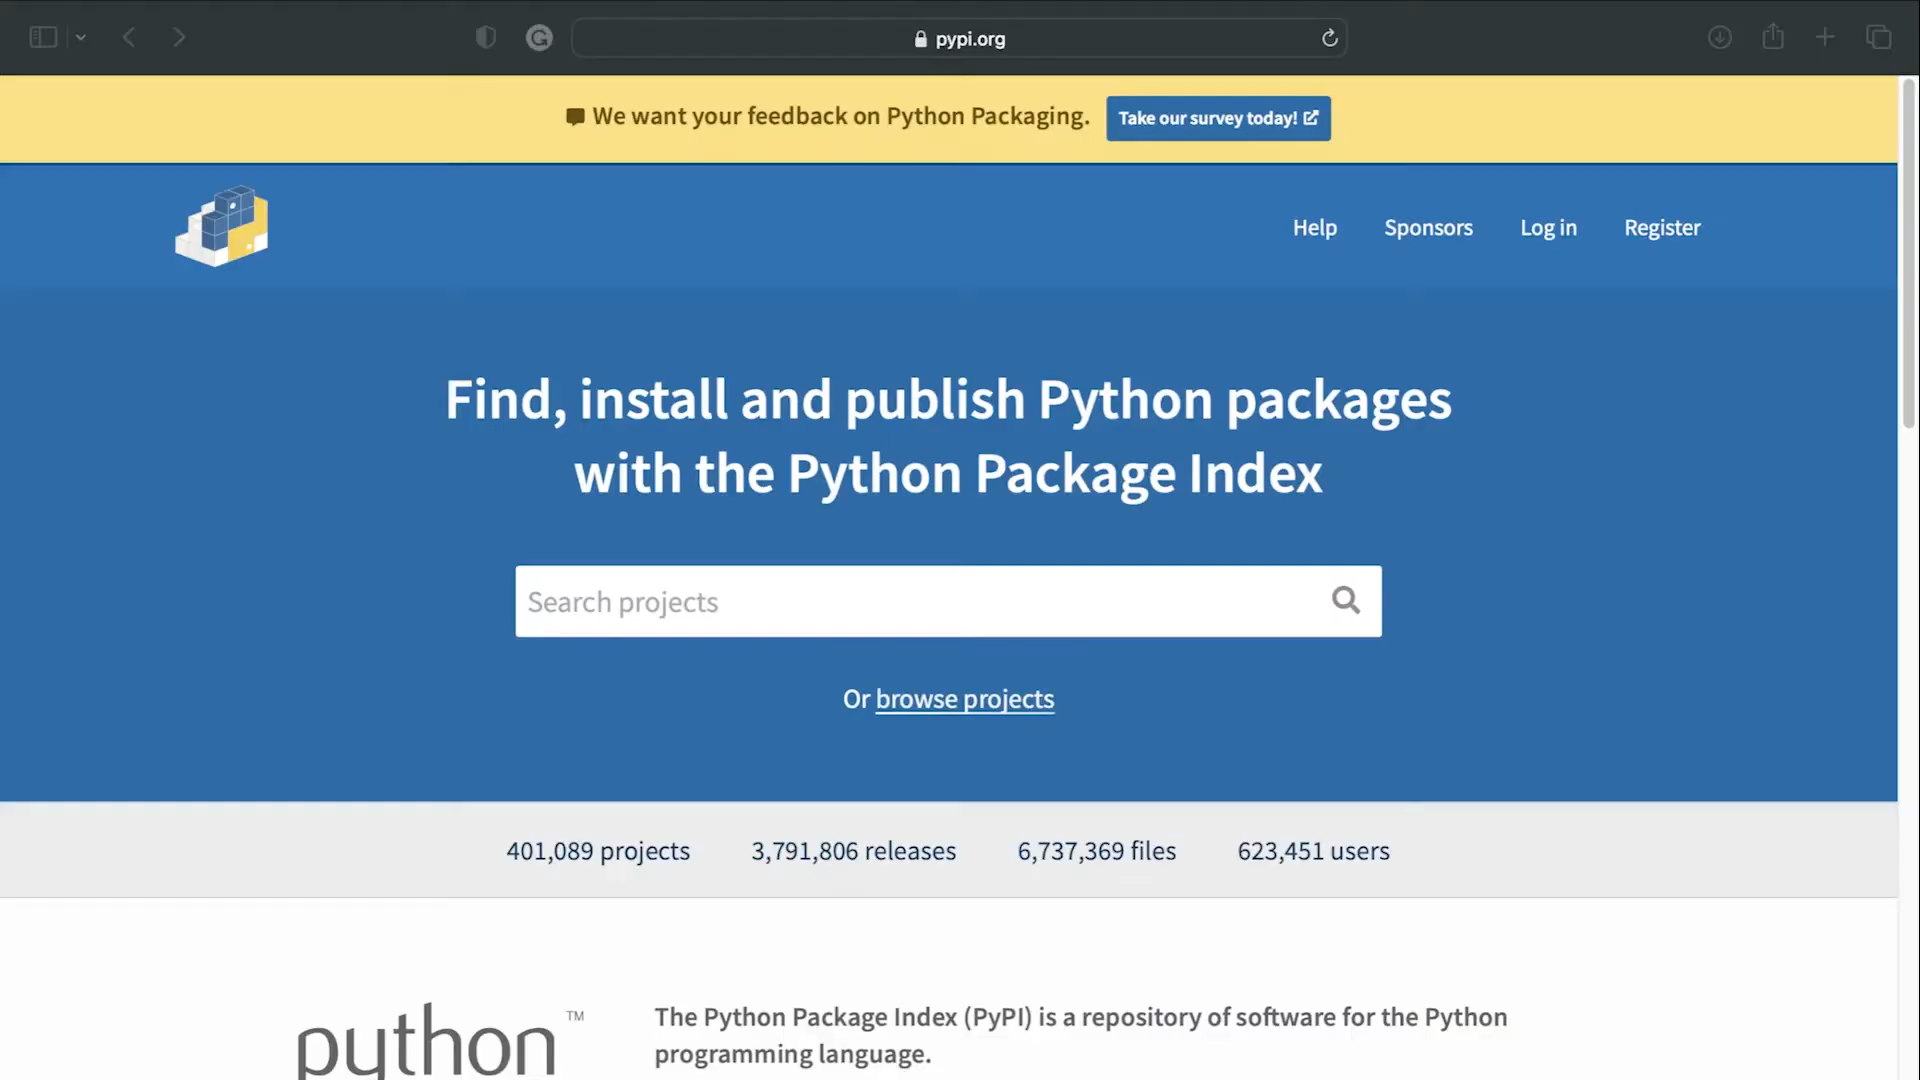 pypi.org
We want your feedback on Python Packaging.
Take our survey today!
Help
Sponsors
Log in
Register
Find, install and publish Python packages
with the Python Package Index
Search projects
Or browse projects
401,089 projects
3,791,806 releases
6,737,369 files
623,451 users
python™
The Python Package Index (PyPI) is a repository of software for the Python
programming language.